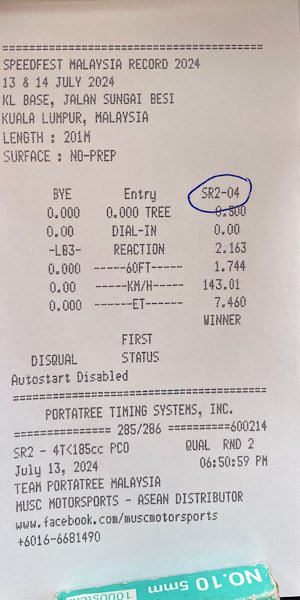 ========================================
SPEEDFEST MALAYSIA RECORD 2024
13 & 14 JULY 2024
KL BASE, JALAN SUNGAI BESI
KUALA LUMPUR, MALAYSIA
LENGTH : 201M
SURFACE : NO-PREP
BYE Entry SR2-04
0.000 0.000 TREE 0.500
0.00 DIAL-IN 0.00
-LB3- REACTION 2.163
0.000 ------60FT------ 1.744
0.00 ------KM/H------ 143.01
0.000 -------ET------- 7.460
WINNER
FIRST
DISQUAL STATUS
Autostart Disabled
========================================
PORTATREE TIMING SYSTEMS, INC.
=============== 285/286 ==========600214
SR2 - 4T<185cc PCO QUAL RND 2
July 13, 2024 06:50:59 PM
TEAM PORTATREE MALAYSIA
MUSC MOTORSPORTS - ASEAN DISTRIBUTOR
www.facebook.com/muscmotorsports
+6016-6681490
NO.10 5mm